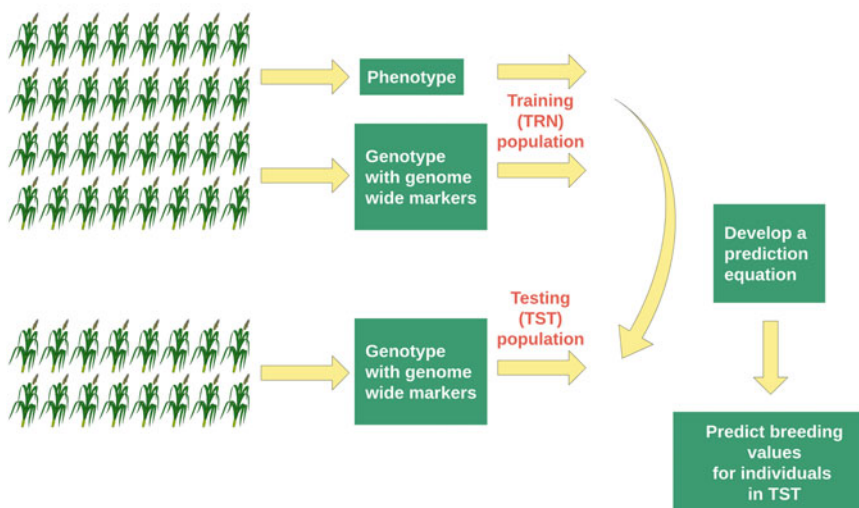 Phenotype
Training
(TRN)
population
Genotype
with genome
wide markers
Develop a
prediction
equation
Testing
(TST)
population
Genotype
with genome
wide markers
Predict breeding
values
for individuals
in TST